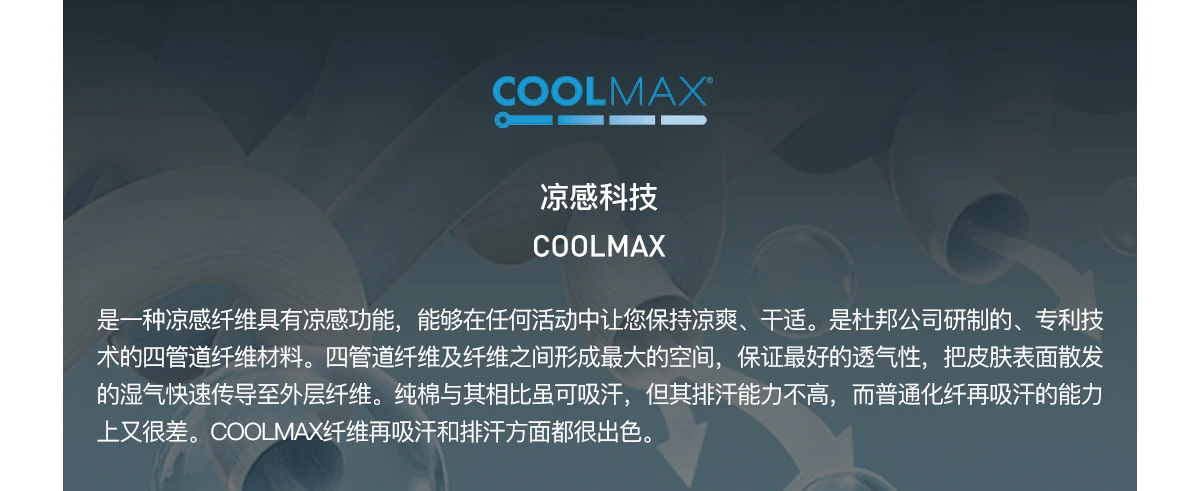 COOLMAX®
凉感科技
COOLMAX
是一种凉感纤维具有凉感功能，能够在任何活动中让您保持凉爽、干适。是杜邦公司研制的、专利技
术的四管道纤维材料。四管道纤维及纤维之间形成最大的空间，保证最好的透气性，把皮肤表面散发
的湿气快速传导至外层纤维。纯棉与其相比虽可吸汗，但其排汗能力不高，而普通化纤再吸汗的能力
上又很差。COOLMAX纤维再吸汗和排汗方面都很出色。